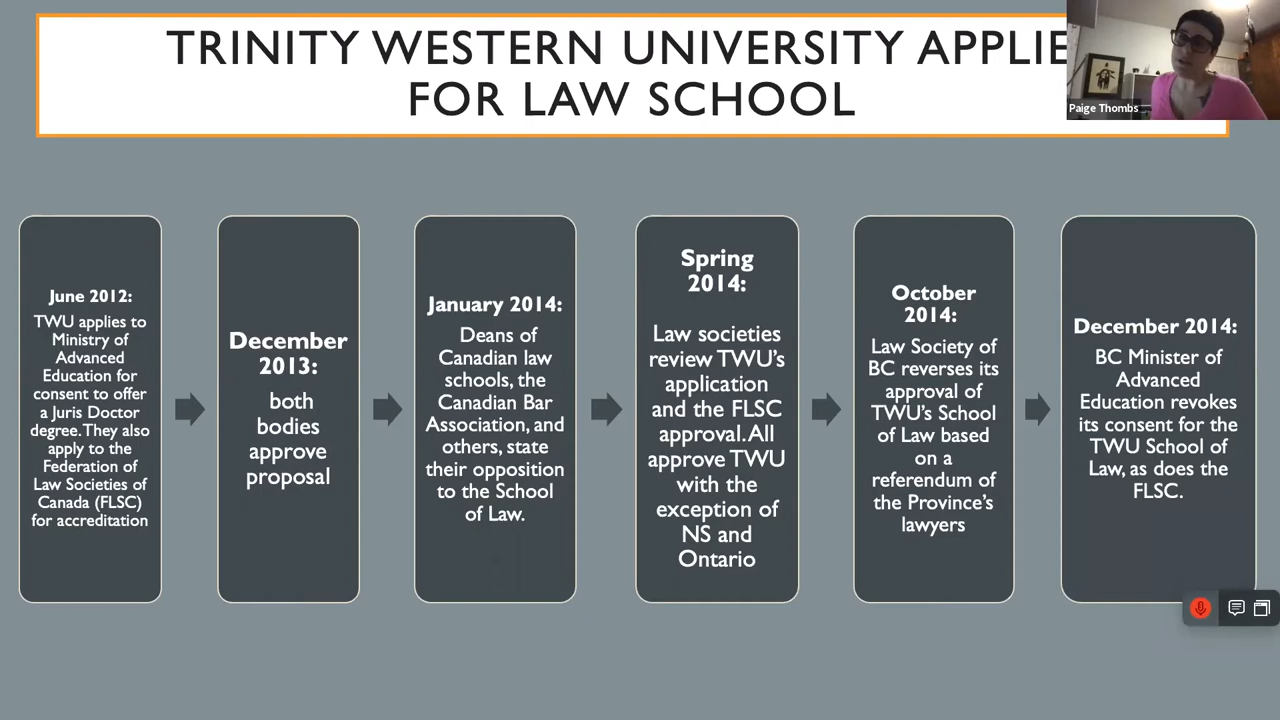 TRINITY WESTERN UNIVERSITY APPLIE
FOR LAW SCHOOL
Paige Thombs
June 2012:
TWU applies to
Ministry of
Advanced
Education for
consent to offer
a Juris Doctor
degree. They also
apply to the
Federation of
Law Societies of
Canada (FLSC)
for accreditation
December
2013:
both
bodies
approve
proposal
January 2014:
Deans of
Canadian law
schools, the
Canadian Bar
Association, and
others, state
their opposition
to the School
of Law.
Spring
2014:
Law societies
review TWU's
application
and the FLSC
approval. All
approve TWU
with the
exception of
NS and
Ontario
October
2014:
Law Society of
BC reverses its
approval of
TWU's School
of Law based
on a
referendum of
the Province's
lawyers
December 2014:
BC Minister of
Advanced
Education revokes
its consent for the
TWU School of
Law, as does the
FLSC.